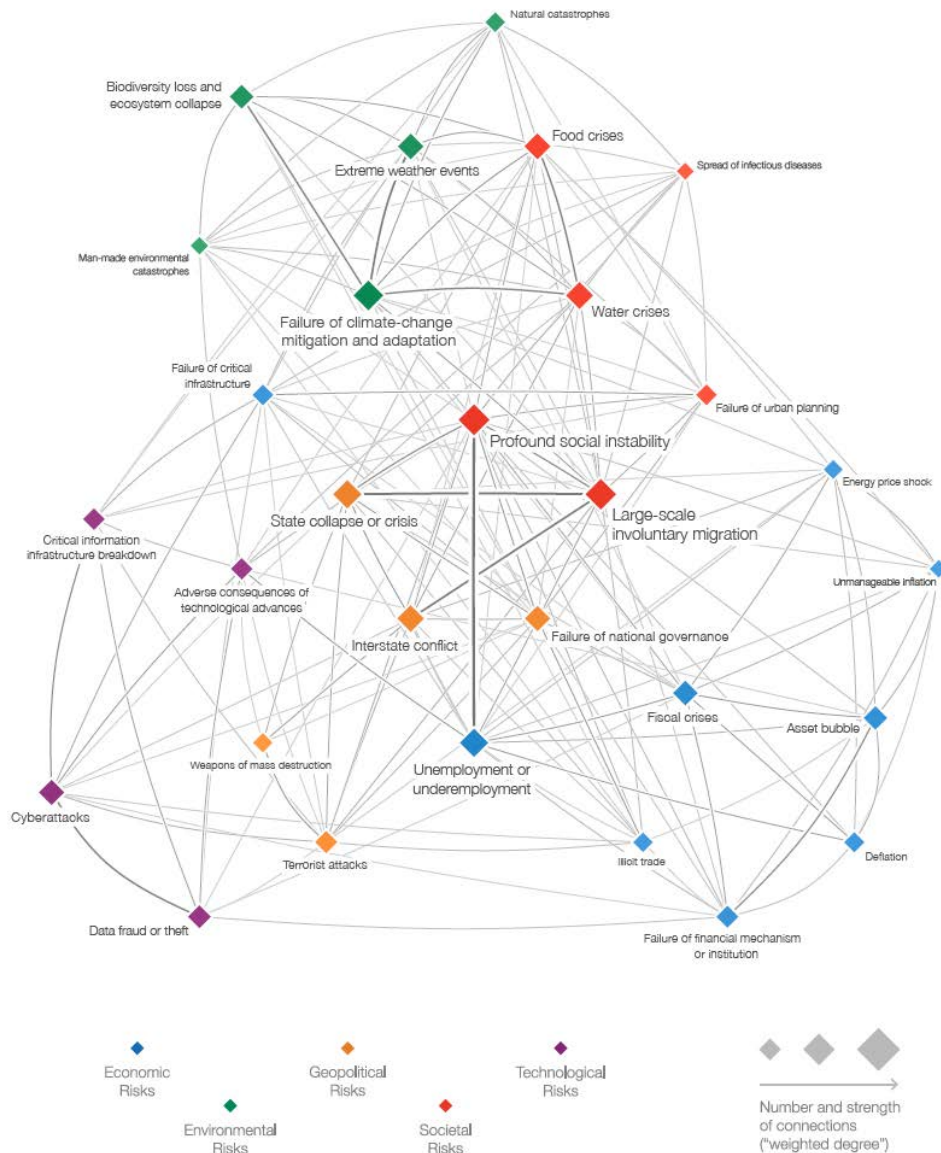 Natural catastrophes
Biodiversity loss and
ecosystem collapse
Food crises
Extreme weather events
Spread of infectious diseases
Man-made environmental
catastrophes
Failure of climate-change
mitigation and adaptation
Water crises
Failure of critical
infrastructure
Failure of urban planning
Profound social instability
Energy price shock
State collapse or crisis
Large-scale
involuntary migration
Critical information
infrastructure breakdown
Adverse consequences of
technological advances
Unmanageable inflation
Interstate conflict
Failure of national governance
Fiscal crises
Asset bubble
Weapons of mass destruction
Unemployment or
underemployment
Cyberattacks
Terrorist attacks
Illicit trade
Deflation
Data fraud or theft
Failure of financial mechanism
or institution
Economic
Risks
Geopolitical
Risks
Technological
Risks
Environmental
Risks
Societal
Risks
Number and strength
of connections
("weighted degree")